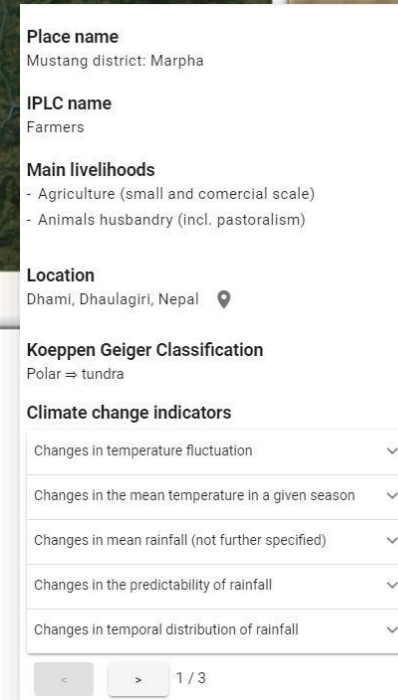 Place name
Mustang district: Marpha
IPLC name
Farmers
Main livelihoods
- Agriculture (small and comercial scale)
- Animals husbandry (incl. pastoralism)
Location
Dhami, Dhaulagiri, Nepal
Koeppen Geiger Classification
Polar ⇒ tundra
Climate change indicators
Changes in temperature fluctuation
Changes in the mean temperature in a given season
Changes in mean rainfall (not further specified)
Changes in the predictability of rainfall
Changes in temporal distribution of rainfall
< > 1 / 3